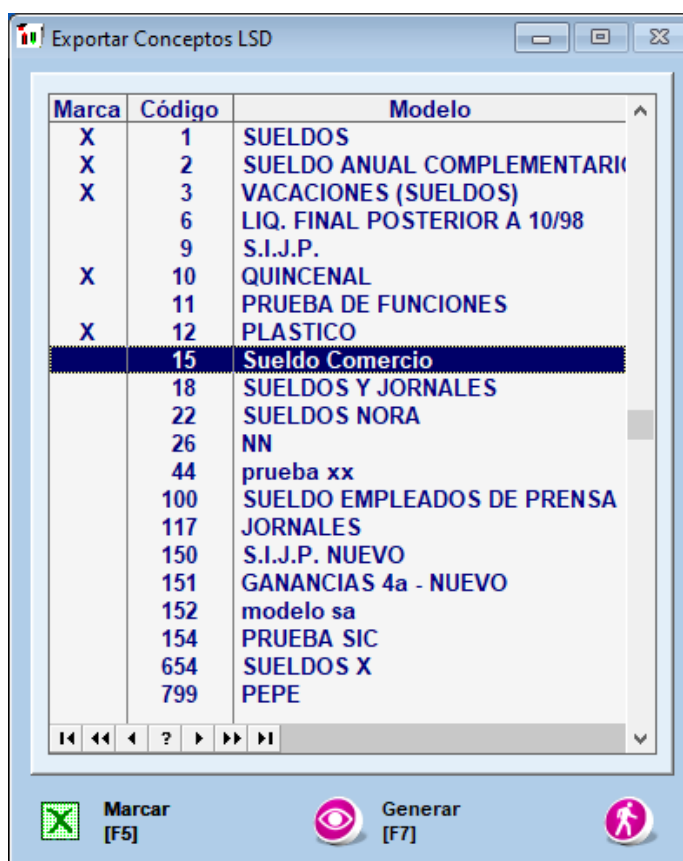 Exportar Conceptos LSD
Marca Código Modelo
X 1 SUELDOS
X 2 SUELDO ANUAL COMPLEMENTARI
X 3 VACACIONES (SUELDOS)
6 LIQ. FINAL POSTERIOR A 10/98
9 S.I.J.P.
X 10 QUINCENAL
11 PRUEBA DE FUNCIONES
X 12 PLASTICO
15 Sueldo Comercio
18 SUELDOS Y JORNALES
22 SUELDOS NORA
26 NN
44 prueba xx
100 SUELDO EMPLEADOS DE PRENSA
117 JORNALES
150 S.I.J.P. NUEVO
151 GANANCIAS 4a - NUEVO
152 modelo sa
154 PRUEBA SIC
654 SUELDOS X
799 PEPE
?
Marcar Generar
[F5] [F7]